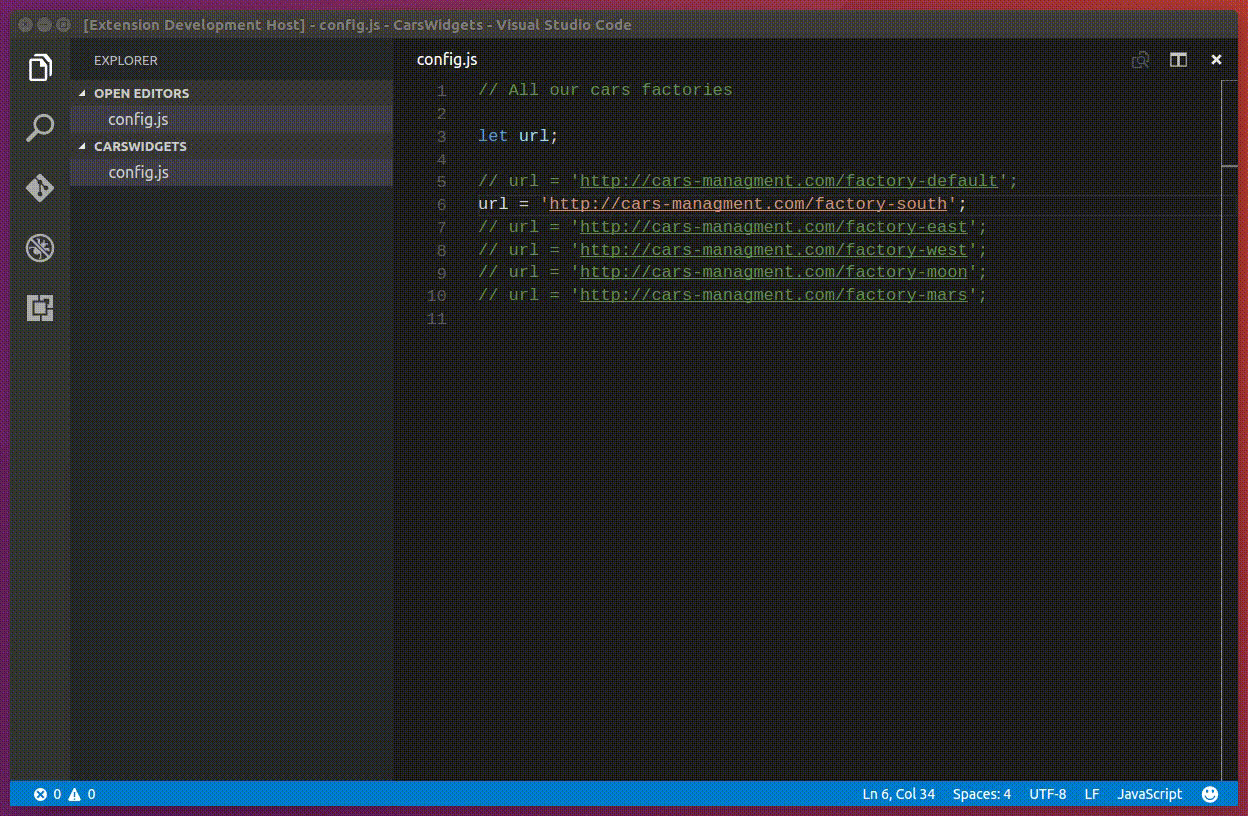 [Extension Development Host] - config.js - CarsWidgets - Visual Studio Code
EXPLORER
OPEN EDITORS
config.js
CARSWIDGETS
config.js
config.js
1 // All our cars factories
2
3 let url;
4
5 // url = 'http://cars-managment.com/factory-default';
6 url = 'http://cars-managment.com/factory-south';
7 // url = 'http://cars-managment.com/factory-east';
8 // url = 'http://cars-managment.com/factory-west';
9 // url = 'http://cars-managment.com/factory-moon';
10 // url = 'http://cars-managment.com/factory-mars';
11
0 0 Ln 6, Col 34 Spaces: 4 UTF-8 LF JavaScript